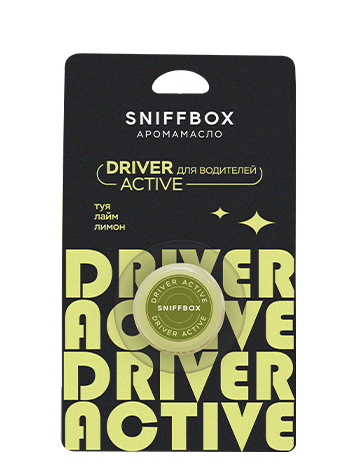 SNIFFBOX
АРОМАМАСЛО
DRIVER ДЛЯ ВОДИТЕЛЕЙ
ACTIVE
туя
лайм
лимон
DRIVER
ACTIVE
DRIVER
ACTIVE
DRIVER ACTIVE
SNIFFBOX
DRIVER ACTIVE